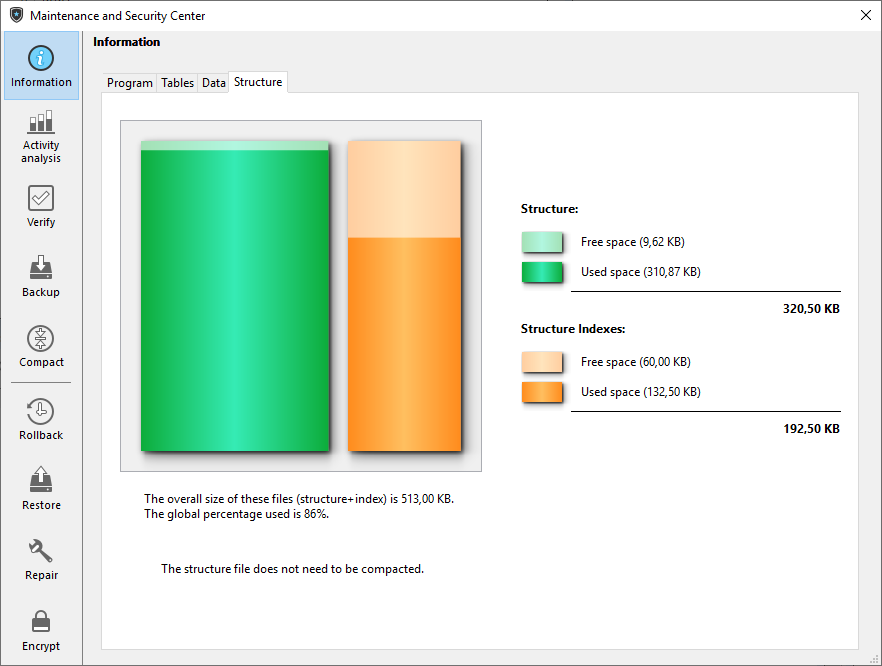 Maintenance and Security Center
Information
Information
Activity
analysis
Verify
Backup
Compact
Rollback
Restore
Repair
Encrypt
Program
Tables
Data
Structure
Structure:
Free space (9,62 KB)
Used space (310,87 KB)
320,50 KB
Structure Indexes:
Free space (60,00 KB)
Used space (132,50 KB)
192,50 KB
The overall size of these files (structure+index) is 513,00 KB.
The global percentage used is 86%.
The structure file does not need to be compacted.